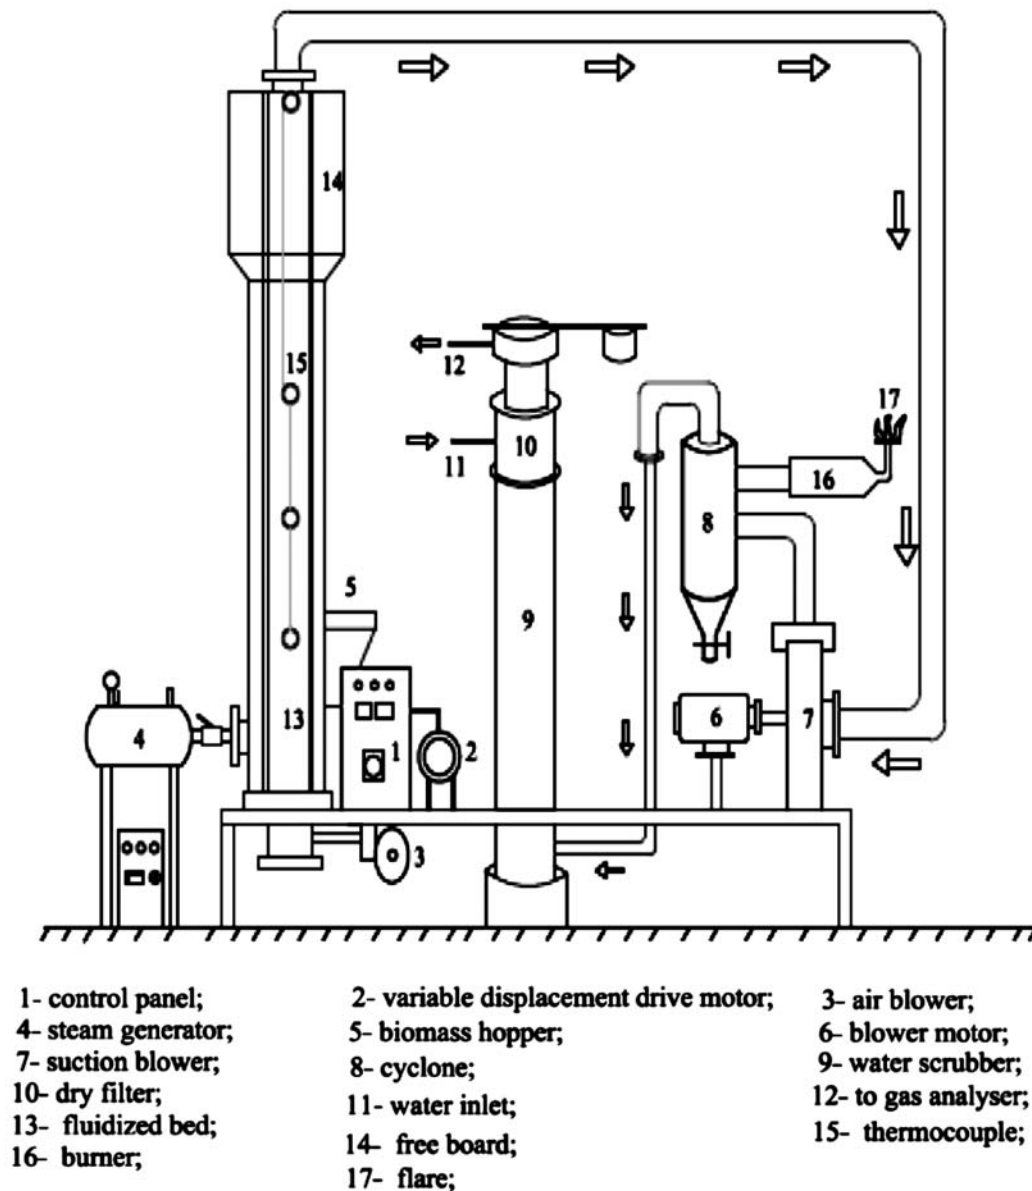 14
15
12
17
10
11
16
8
5
9
13
6
7
4
1
2
3
1- control panel; 2- variable displacement drive motor; 3- air blower;
4- steam generator; 5- biomass hopper; 6- blower motor;
7- suction blower; 8- cyclone; 9- water scrubber;
10- dry filter; 11- water inlet; 12- to gas analyser;
13- fluidized bed; 14- free board; 15- thermocouple;
16- burner; 17- flare;